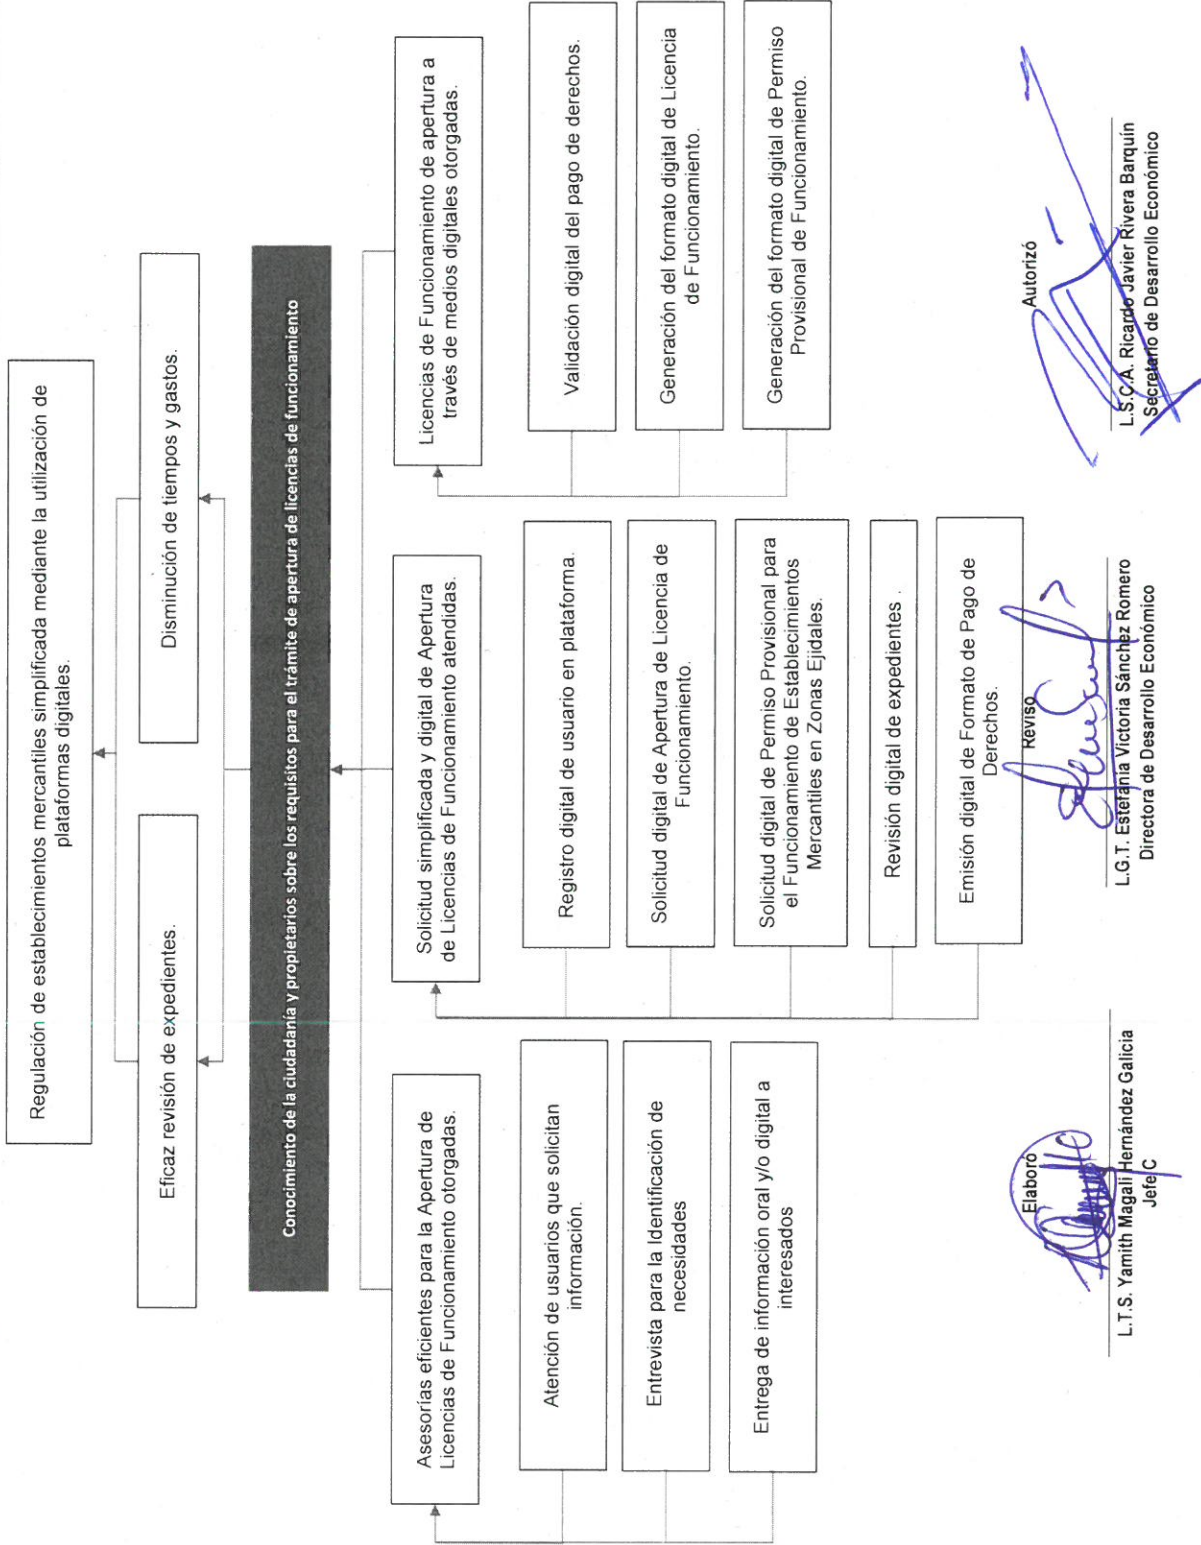 Regulación de establecimientos mercantiles simplificada mediante la utilización de
plataformas digitales.
Eficaz revisión de expedientes.
Disminución de tiempos y gastos.
Conocimiento de la ciudadanía y propietarios sobre los requisitos para el trámite de apertura de licencias de funcionamiento
Asesorías eficientes para la Apertura de
Licencias de Funcionamiento otorgadas.
Atención de usuarios que solicitan
información.
Entrevista para la Identificación de
necesidades
Entrega de información oral y/o digital a
interesados
Solicitud simplificada y digital de Apertura
de Licencias de Funcionamiento atendidas.
Registro digital de usuario en plataforma.
Solicitud digital de Apertura de Licencia de
Funcionamiento.
Solicitud digital de Permiso Provisional para
el Funcionamiento de Establecimientos
Mercantiles en Zonas Ejidales.
Revisión digital de expedientes .
Emisión digital de Formato de Pago de
Derechos.
Licencias de Funcionamiento de apertura a
través de medios digitales otorgadas.
Validación digital del pago de derechos.
Generación del formato digital de Licencia
de Funcionamiento.
Generación del formato digital de Permiso
Provisional de Funcionamiento.
Elaboró
L.T.S. Yamith Magali Hernández Galicia
Jefe C
Revisó
L.G.T. Estefanía Victoria Sánchez Romero
Directora de Desarrollo Económico
Autorizó
L.S.C.A. Ricardo Javier Rivera Barquín
Secretario de Desarrollo Económico